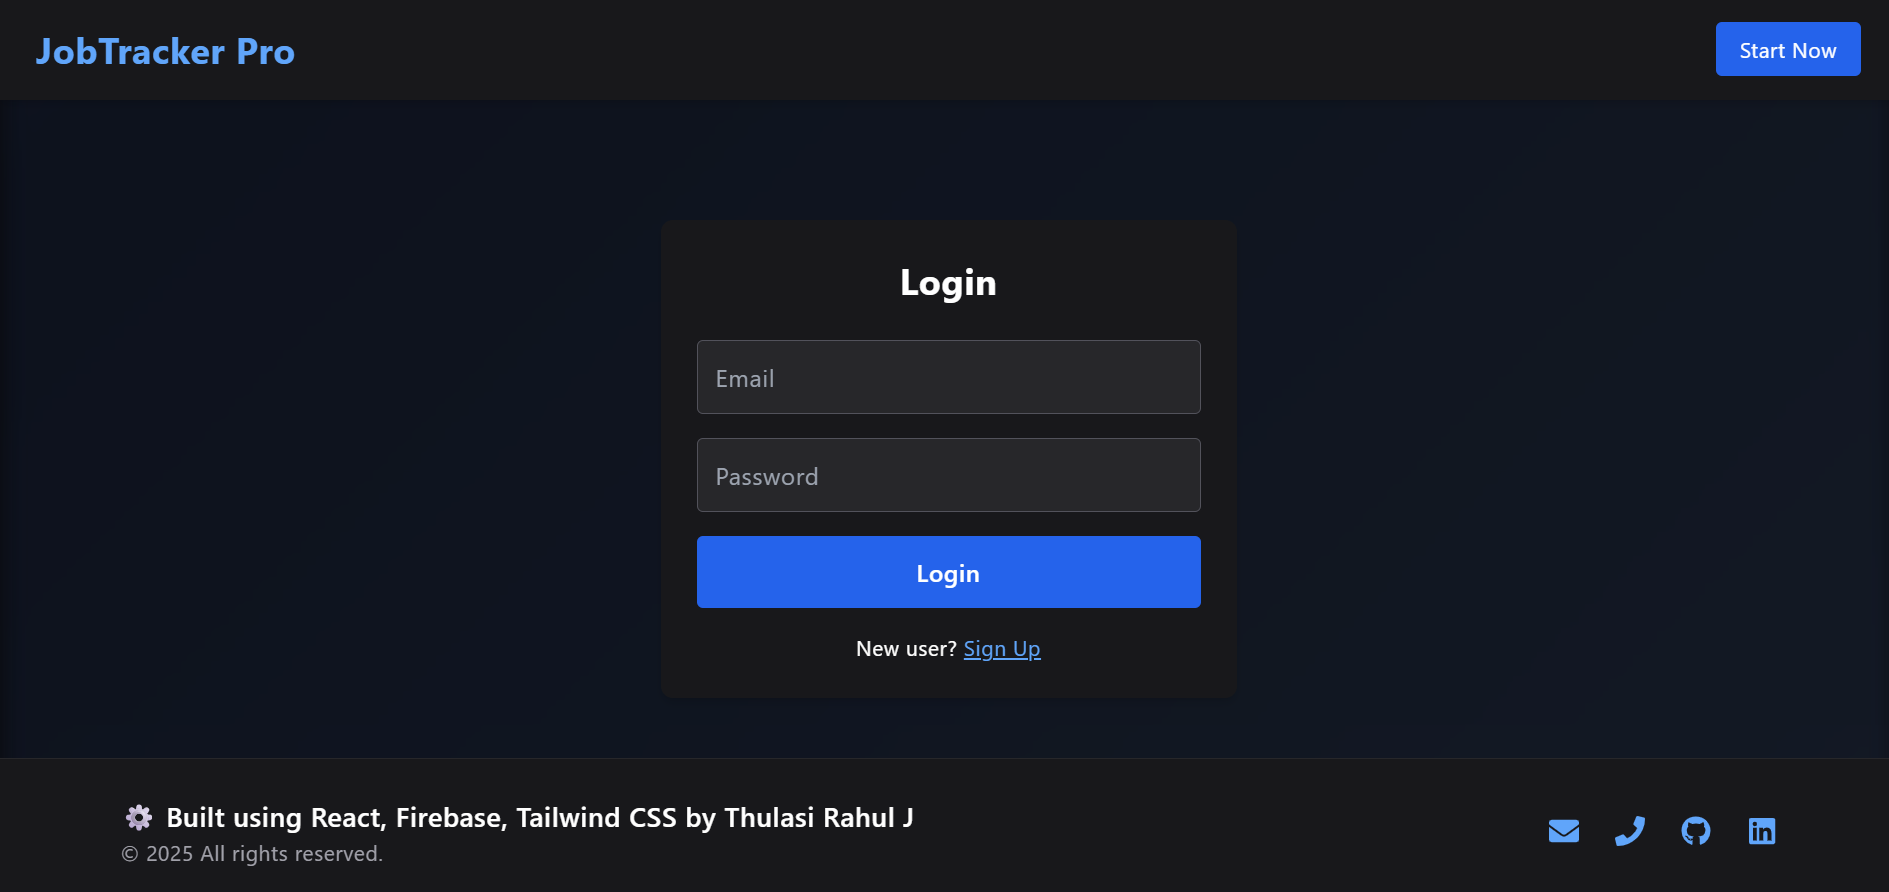 JobTracker Pro
Start Now
Login
Email
Password
Login
New user? Sign Up
Built using React, Firebase, Tailwind CSS by Thulasi Rahul J
© 2025 All rights reserved.
in